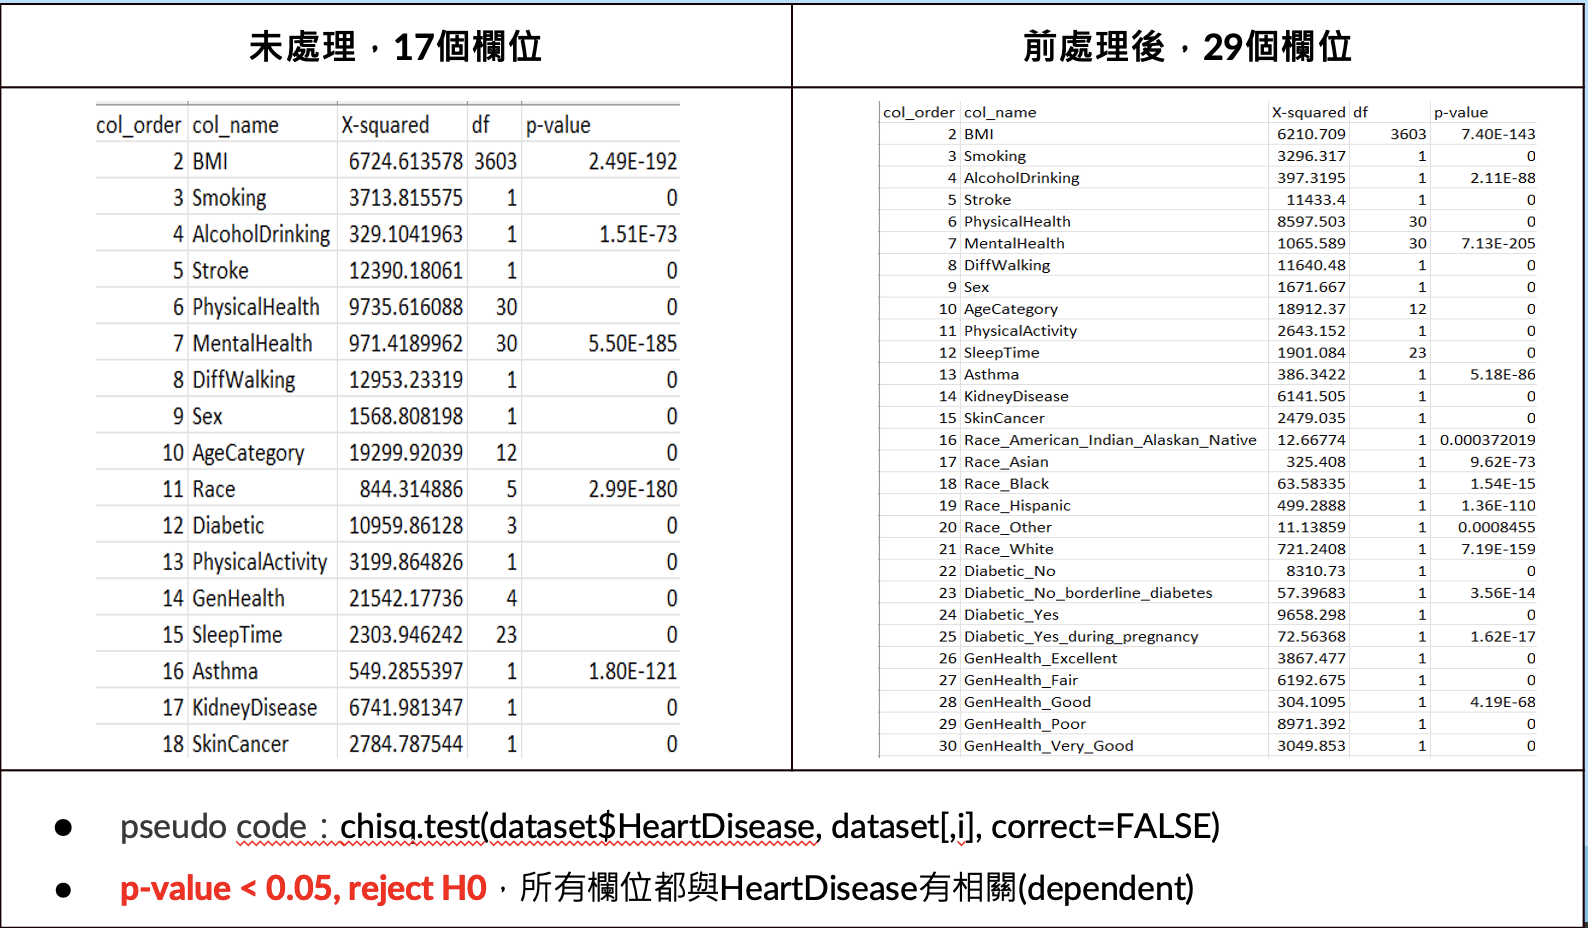 未處理，17個欄位
前處理後，29個欄位
col_order col_name X-squared df p-value
2 BMI 6724.613578 3603 2.49E-192
3 Smoking 3713.815575 1 0
4 AlcoholDrinking 329.1041963 1 1.51E-73
5 Stroke 12390.18061 1 0
6 PhysicalHealth 9735.616088 30 0
7 MentalHealth 971.4189962 30 5.50E-185
8 DiffWalking 12953.23319 1 0
9 Sex 1568.808198 1 0
10 AgeCategory 19299.92039 12 0
11 Race 844.314886 5 2.99E-180
12 Diabetic 10959.86128 3 0
13 PhysicalActivity 3199.864826 1 0
14 GenHealth 21542.17736 4 0
15 SleepTime 2303.946242 23 0
16 Asthma 549.2855397 1 1.80E-121
17 KidneyDisease 6741.981347 1 0
18 SkinCancer 2784.787544 1 0
col_order col_name X-squared df p-value
2 BMI 6210.709 3603 7.40E-143
3 Smoking 3296.317 1 0
4 AlcoholDrinking 397.3195 1 2.11E-88
5 Stroke 11433.4 1 0
6 PhysicalHealth 8597.503 30 0
7 MentalHealth 1065.589 30 7.13E-205
8 DiffWalking 11640.48 1 0
9 Sex 1671.667 1 0
10 AgeCategory 18912.37 12 0
11 PhysicalActivity 2643.152 1 0
12 SleepTime 1901.084 23 0
13 Asthma 386.3422 1 5.18E-86
14 KidneyDisease 6141.505 1 0
15 SkinCancer 2479.035 1 0
16 Race_American_Indian_Alaskan_Native 12.66774 1 0.000372019
17 Race_Asian 325.408 1 9.62E-73
18 Race_Black 63.58335 1 1.54E-15
19 Race_Hispanic 499.2888 1 1.36E-110
20 Race_Other 11.13859 1 0.0008455
21 Race_White 721.2408 1 7.19E-159
22 Diabetic_No 8310.73 1 0
23 Diabetic_No_borderline_diabetes 57.39683 1 3.56E-14
24 Diabetic_Yes 9658.298 1 0
25 Diabetic_Yes_during_pregnancy 72.56368 1 1.62E-17
26 GenHealth_Excellent 3867.477 1 0
27 GenHealth_Fair 6192.675 1 0
28 GenHealth_Good 304.1095 1 4.19E-68
29 GenHealth_Poor 8971.392 1 0
30 GenHealth_Very_Good 3049.853 1 0
● pseudo code：chisq.test(dataset$HeartDisease, dataset[,i], correct=FALSE)
● p-value < 0.05, reject H0，所有欄位都與HeartDisease有相關(dependent)